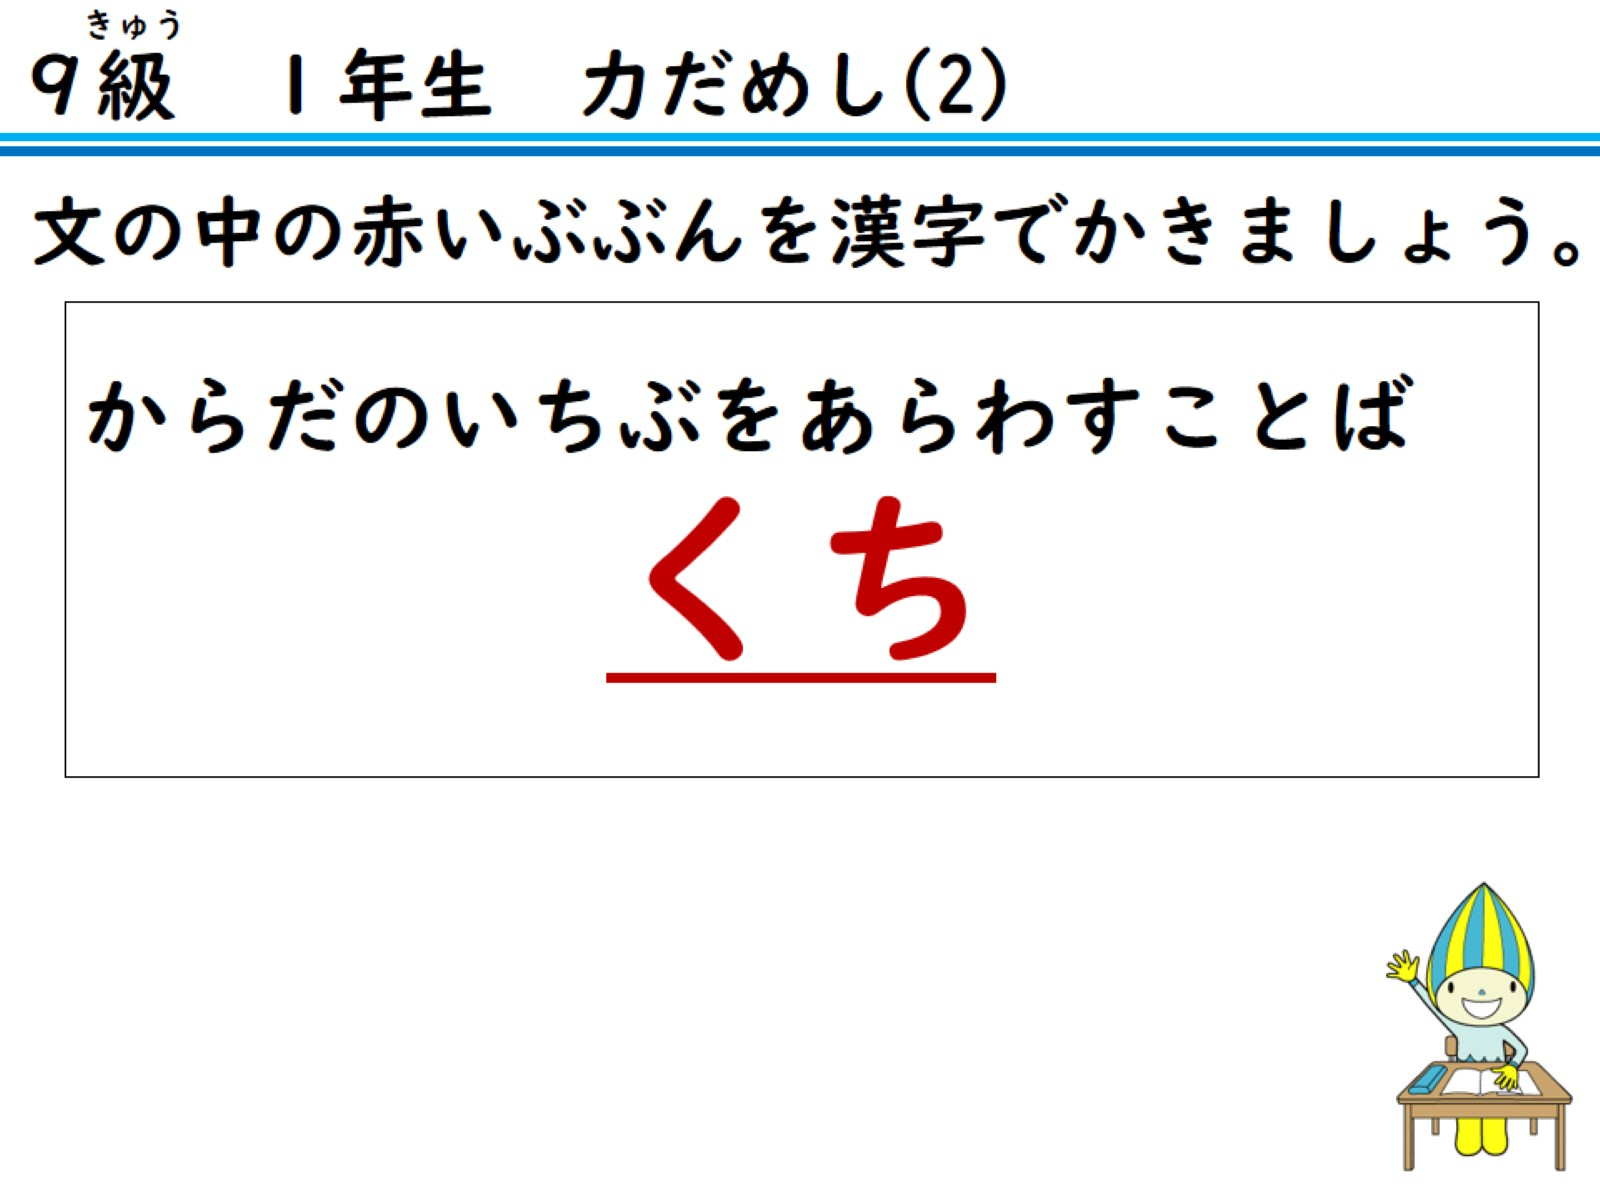 きゅう
９級　１年生　力だめし(2)
文の中の赤いぶぶんを漢字でかきましょう。
からだのいちぶをあらわすことば
くち